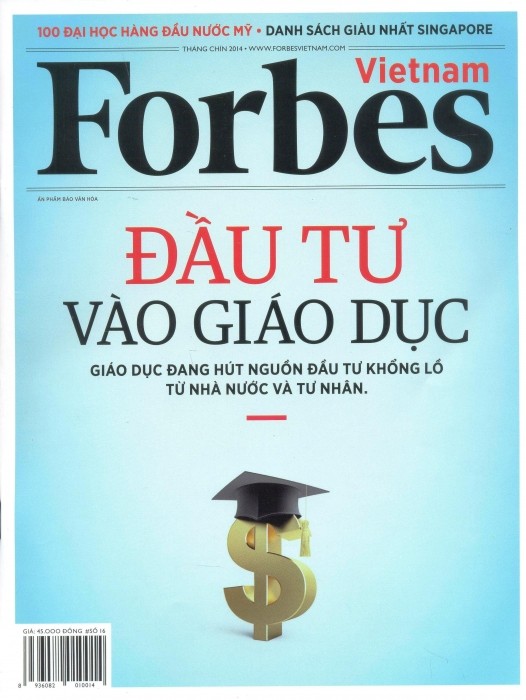 100 ĐẠI HỌC HÀNG ĐẦU NƯỚC MỸ • DANH SÁCH GIÀU NHẤT SINGAPORE
THÁNG CHÍN 2014 • WWW.FORBESVIETNAM.COM
Vietnam
Forbes
ẤN PHẨM BÁO VĂN HÓA
ĐẦU TƯ
VÀO GIÁO DỤC
GIÁO DỤC ĐANG HÚT NGUỒN ĐẦU TƯ KHỔNG LỒ
TỪ NHÀ NƯỚC VÀ TƯ NHÂN.
GIÁ: 45.000 ĐỒNG #SỐ 16
8 936082 010014